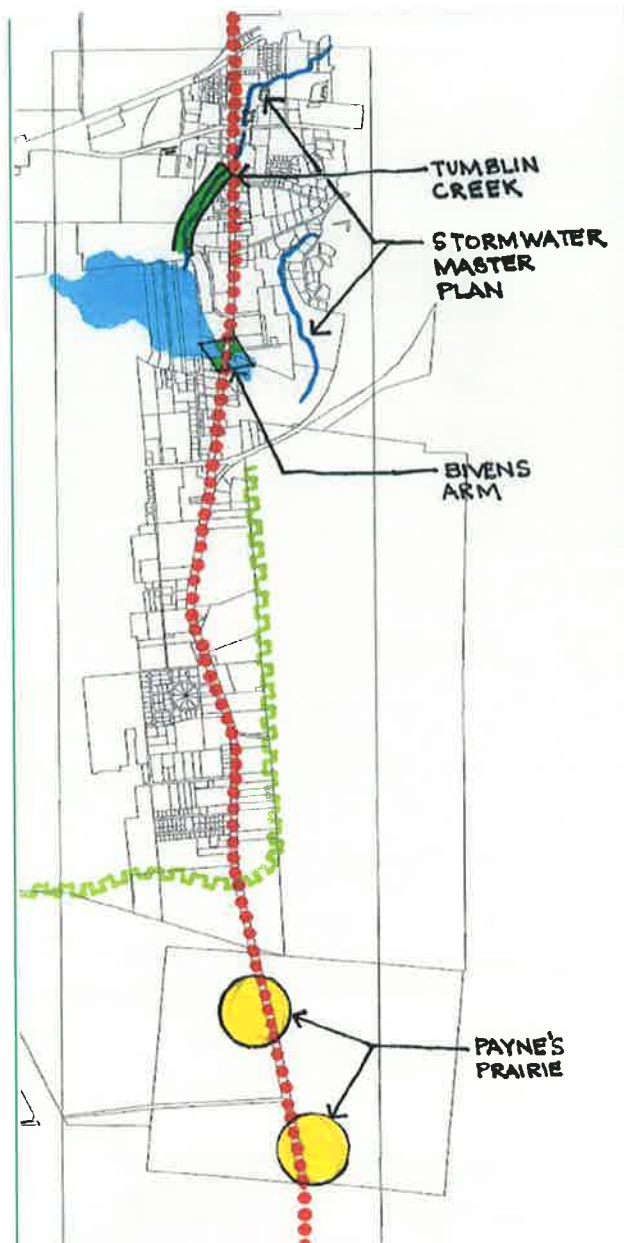 TUMBLIN
CREEK
STORMWATER
MASTER
PLAN
BIVENS
ARM
PAYNE'S
PRAIRIE